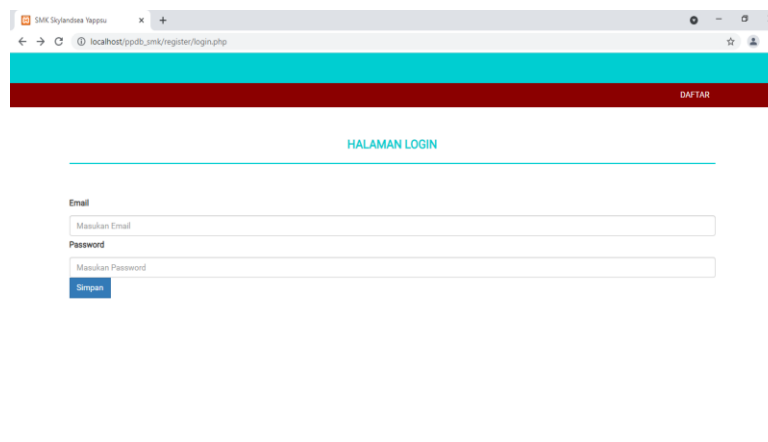 SMK Skylandsea Yappsu
localhost/ppdb_smk/register/login.php
DAFTAR
HALAMAN LOGIN
Email
Masukan Email
Password
Masukan Password
Simpan